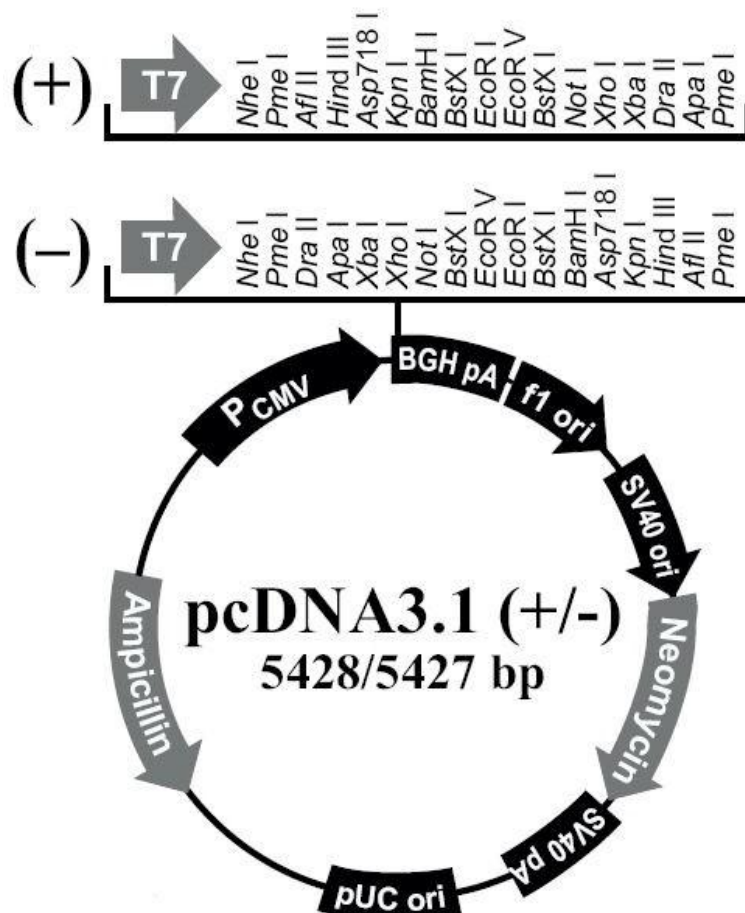 (+)
T7
Nhe I
Pme I
Afl II
Hind III
Asp718 I
Kpn I
BamH I
BstX I
EcoR I
EcoR V
BstX I
Not I
Xho I
Xba I
Dra II
Apa I
Pme I
(–)
T7
Nhe I
Pme I
Dra II
Apa I
Xba I
Xho I
Not I
BstX I
EcoR V
EcoR I
BstX I
BamH I
Asp718 I
Kpn I
Hind III
Afl II
Pme I
PCMV
BGH pA
f1 ori
SV40 ori
Neomycin
SV40 pA
pUC ori
Ampicillin
pcDNA3.1 (+/-)
5428/5427 bp